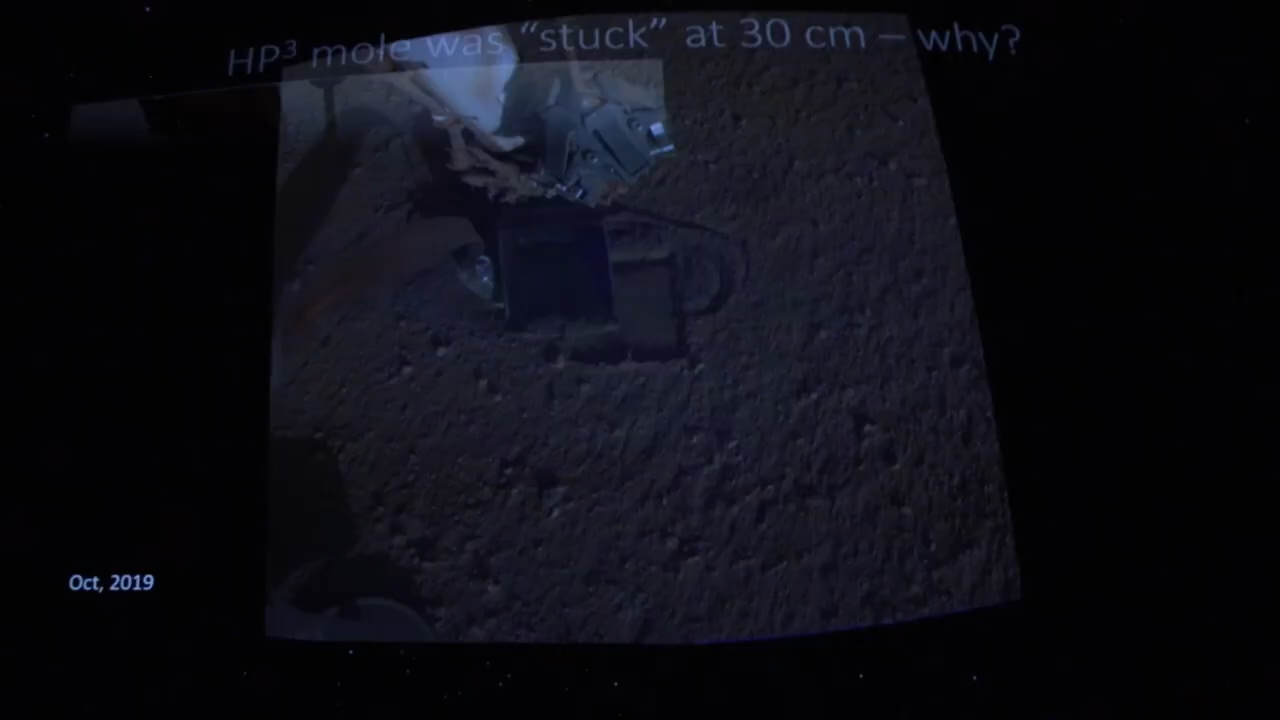 HP³ mole was “stuck” at 30 cm – why?
Oct, 2019